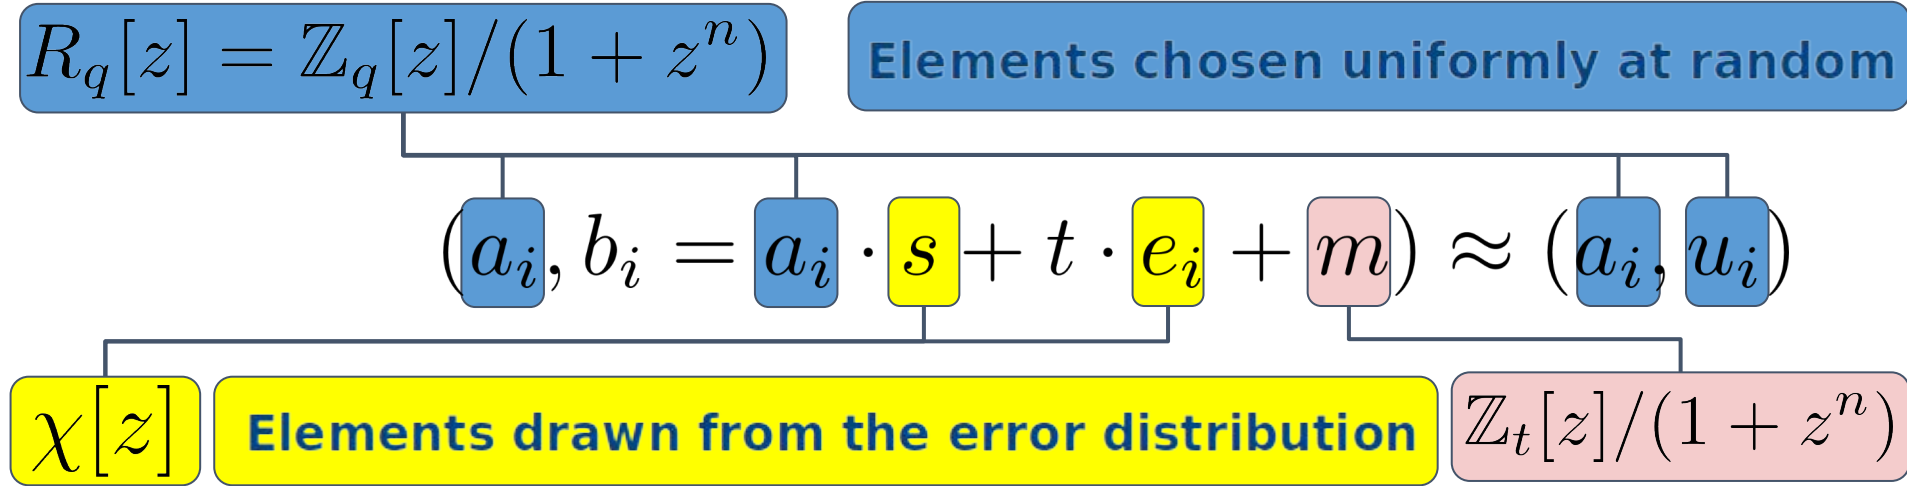 R_q[z] = ℤ_q[z]/(1 + z^n)
Elements chosen uniformly at random
(a_i, b_i = a_i · s + t · e_i + m) ≈ (a_i, u_i)
χ[z]
Elements drawn from the error distribution
ℤ_t[z]/(1 + z^n)